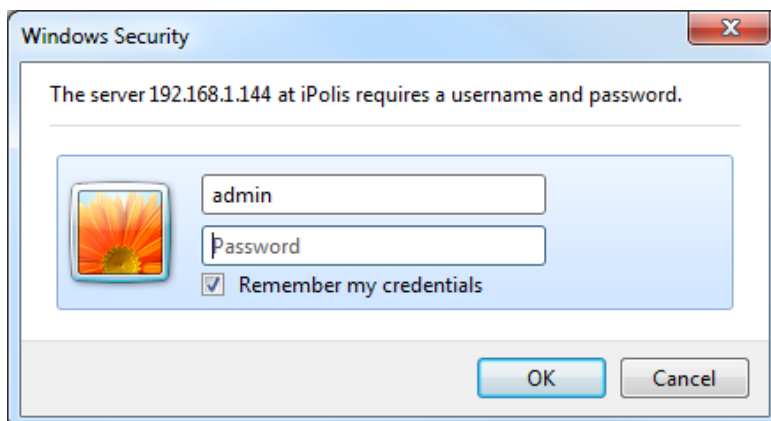 Windows Security
The server 192.168.1.144 at iPolis requires a username and password.
admin
Password
Remember my credentials
OK
Cancel